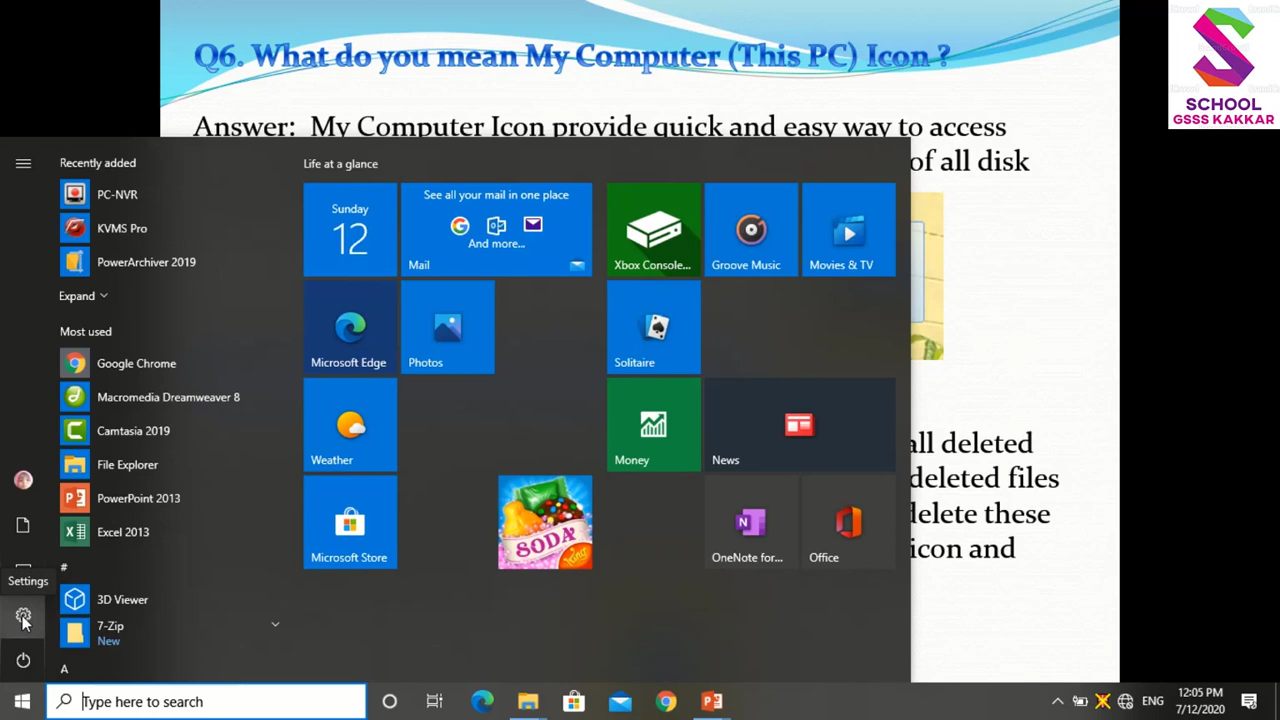 Q6. What do you mean My Computer (This PC) Icon ?
Answer: My Computer Icon provide quick and easy way to access
of all disk
all deleted
deleted files
delete these
icon and
SCHOOL
GSSS KAKKAR
Recently added
PC-NVR
KVMS Pro
PowerArchiver 2019
Expand
Most used
Google Chrome
Macromedia Dreamweaver 8
Camtasia 2019
File Explorer
PowerPoint 2013
Excel 2013
#
3D Viewer
7-Zip
New
A
Settings
Life at a glance
Sunday
12
See all your mail in one place
And more...
Mail
Xbox Console...
Groove Music
Movies & TV
Microsoft Edge
Photos
Solitaire
Weather
Money
News
Microsoft Store
SODA
OneNote for...
Office
Type here to search
ENG
12:05 PM
7/12/2020